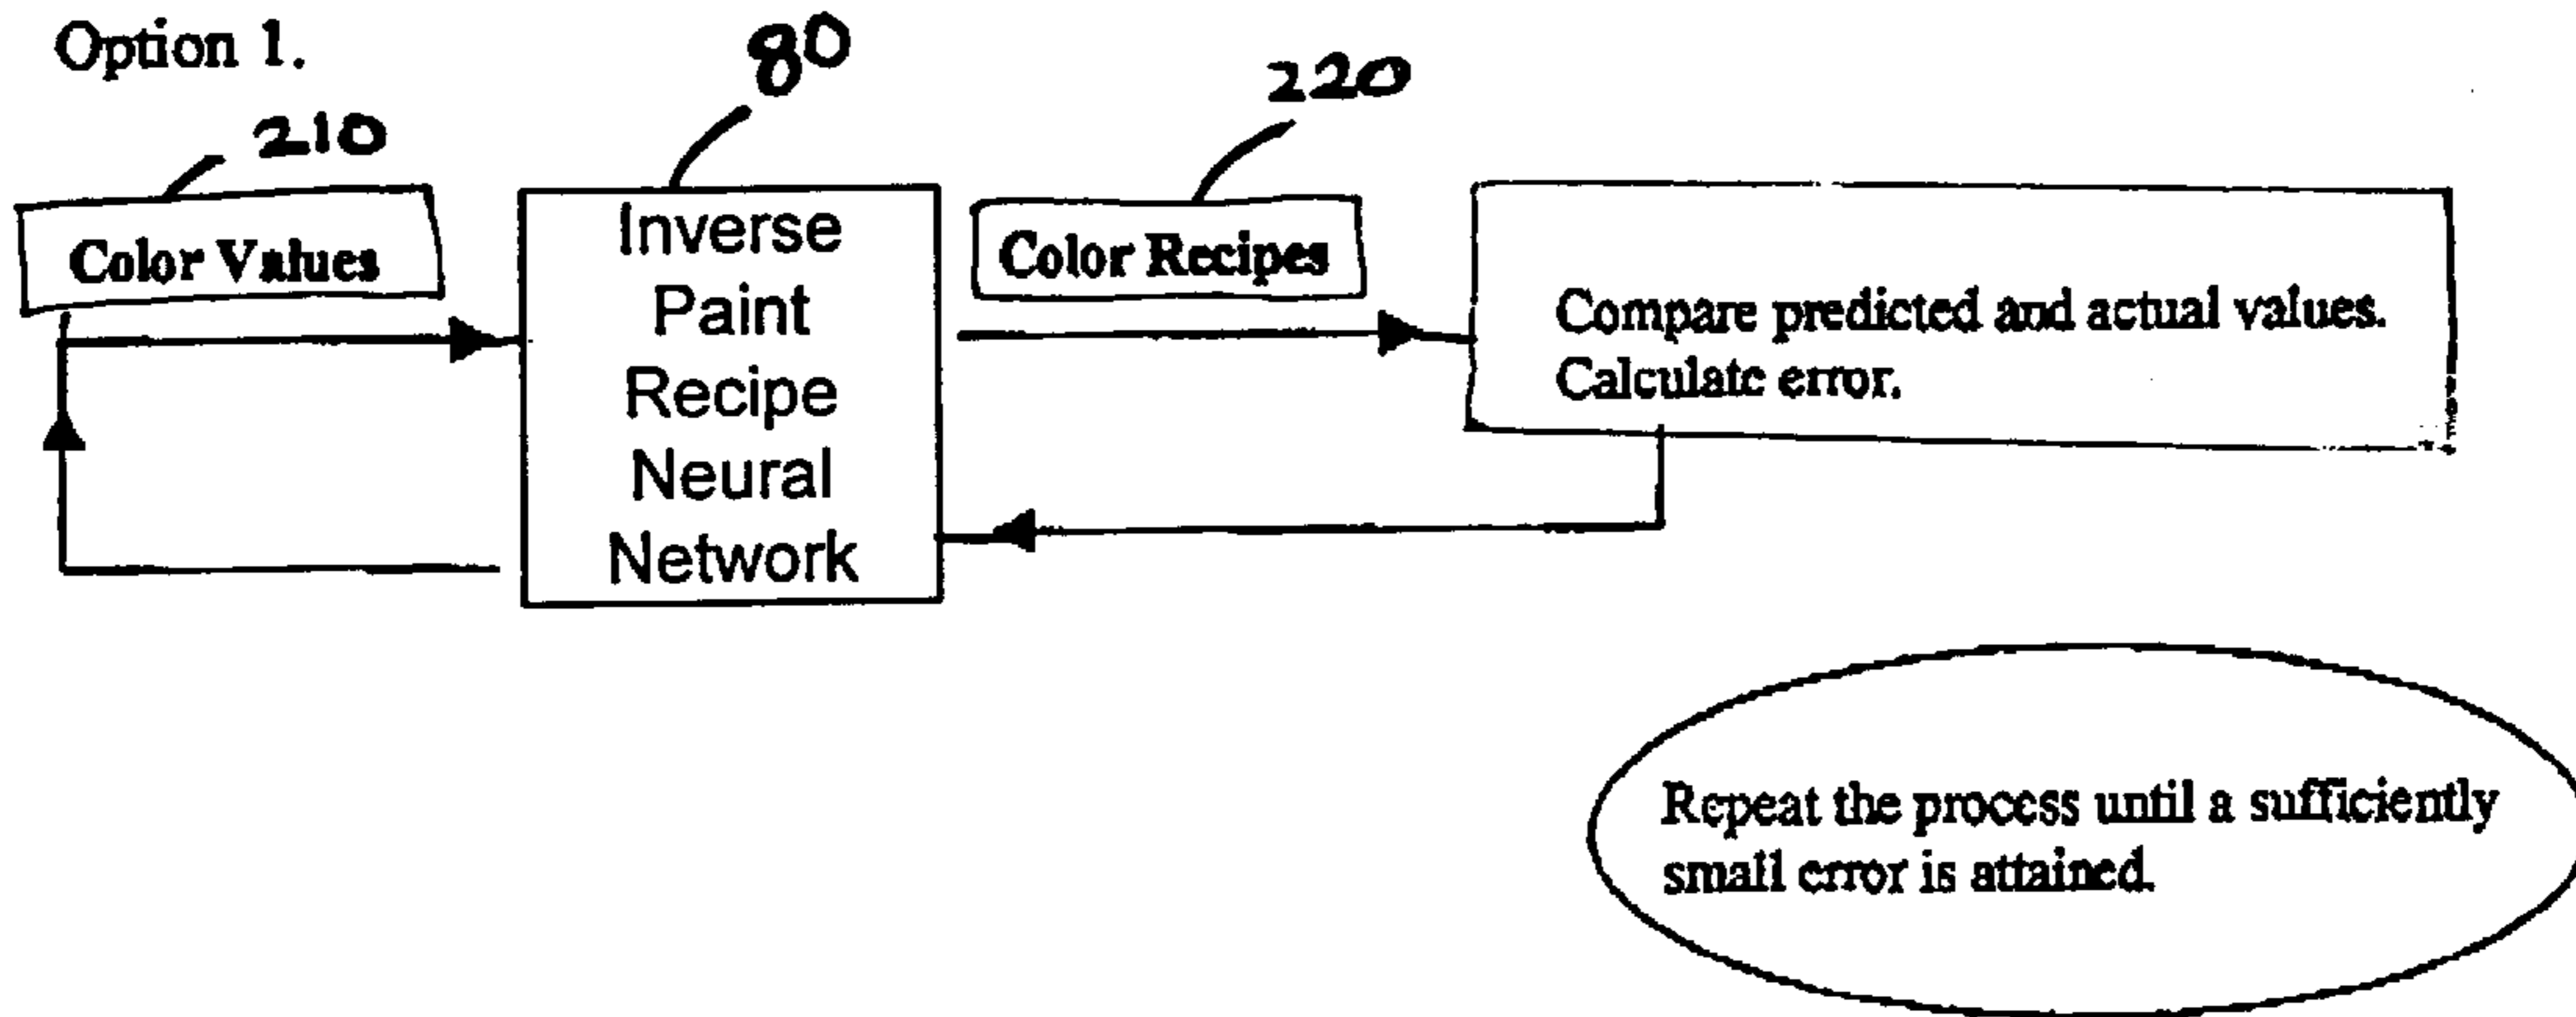 Option 1.
80
220
210
Color Values
Inverse
Paint
Recipe
Neural
Network
Color Recipes
Compare predicted and actual values.
Calculate error.
Repeat the process until a sufficiently
small error is attained.